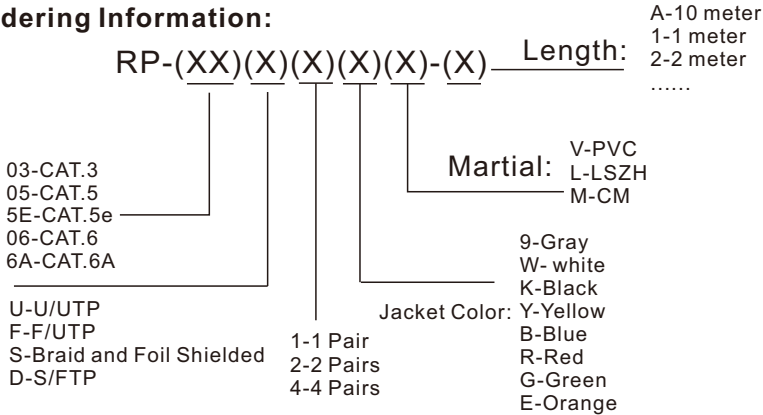 dering Information:
RP-(XX)(X)(X)(X)(X)-(X)
Length:
A-10 meter
1-1 meter
2-2 meter
......
Martial:
V-PVC
L-LSZH
M-CM
03-CAT.3
05-CAT.5
5E-CAT.5e
06-CAT.6
6A-CAT.6A
U-U/UTP
F-F/UTP
S-Braid and Foil Shielded
D-S/FTP
1-1 Pair
2-2 Pairs
4-4 Pairs
Jacket Color:
9-Gray
W- white
K-Black
Y-Yellow
B-Blue
R-Red
G-Green
E-Orange